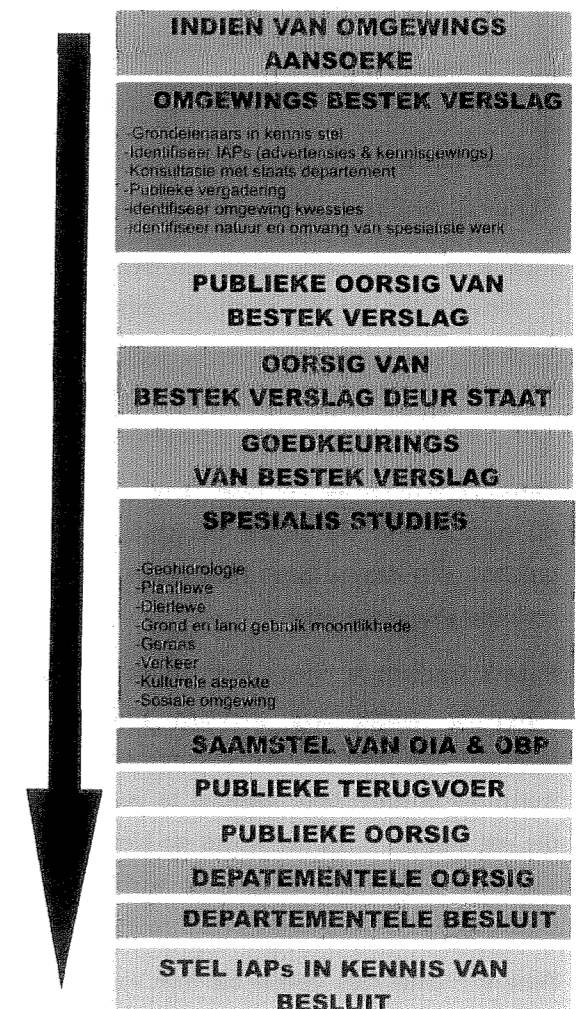 INDIEN VAN OMGEWINGS
AANSOEKE
OMGEWINGS BESTEK VERSLAG
-Grondeienaars in kennis stel
-Identifiseer IAPs (advertensies & kennisgewings)
-Konsultasie met staats departement
-Publieke vergadering
-Identifiseer omgewing kwessies
-Identifiseer natuur en omvang van spesialiste werk
PUBLIEKE OORSIG VAN
BESTEK VERSLAG
OORSIG VAN
BESTEK VERSLAG DEUR STAAT
GOEDKEURINGS
VAN BESTEK VERSLAG
SPESIALIS STUDIES
-Geohidrologie
-Plantlewe
-Dierlewe
-Grond en land gebruik moontlikhede
-Geraas
-Verkeer
-Kulturele aspekte
-Sosiale omgewing
SAAMSTEL VAN OIA & OBP
PUBLIEKE TERUGVOER
PUBLIEKE OORSIG
DEPATEMENTELE OORSIG
DEPARTEMENTELE BESLUIT
STEL IAPs IN KENNIS VAN
BESLUIT